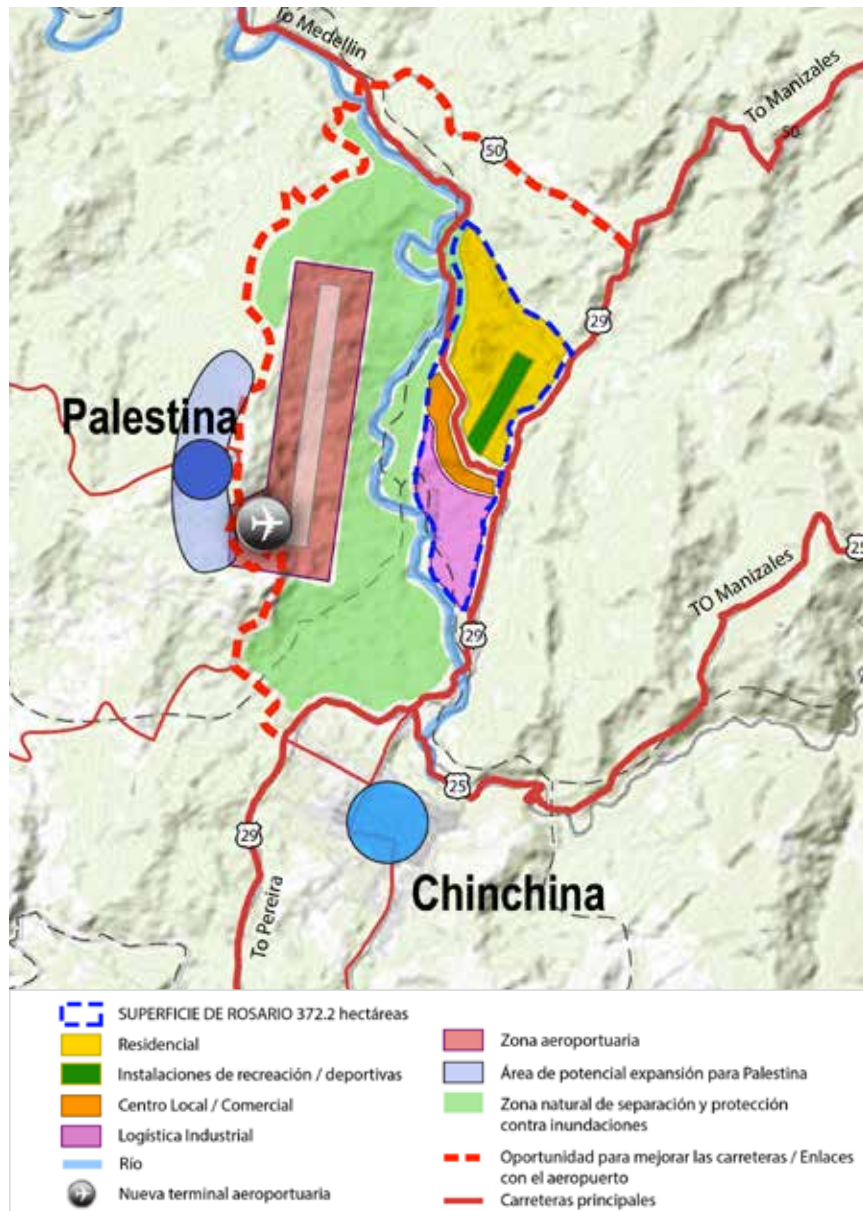 To Medellin
To Manizales
50
50
29
Palestina
TO Manizales
25
29
25
29
Chinchina
To Pereira
SUPERFICIE DE ROSARIO 372.2 hectáreas
Residencial
Instalaciones de recreación / deportivas
Centro Local / Comercial
Logística Industrial
Río
Nueva terminal aeroportuaria
Zona aeroportuaria
Área de potencial expansión para Palestina
Zona natural de separación y protección
contra inundaciones
Oportunidad para mejorar las carreteras / Enlaces
con el aeropuerto
Carreteras principales